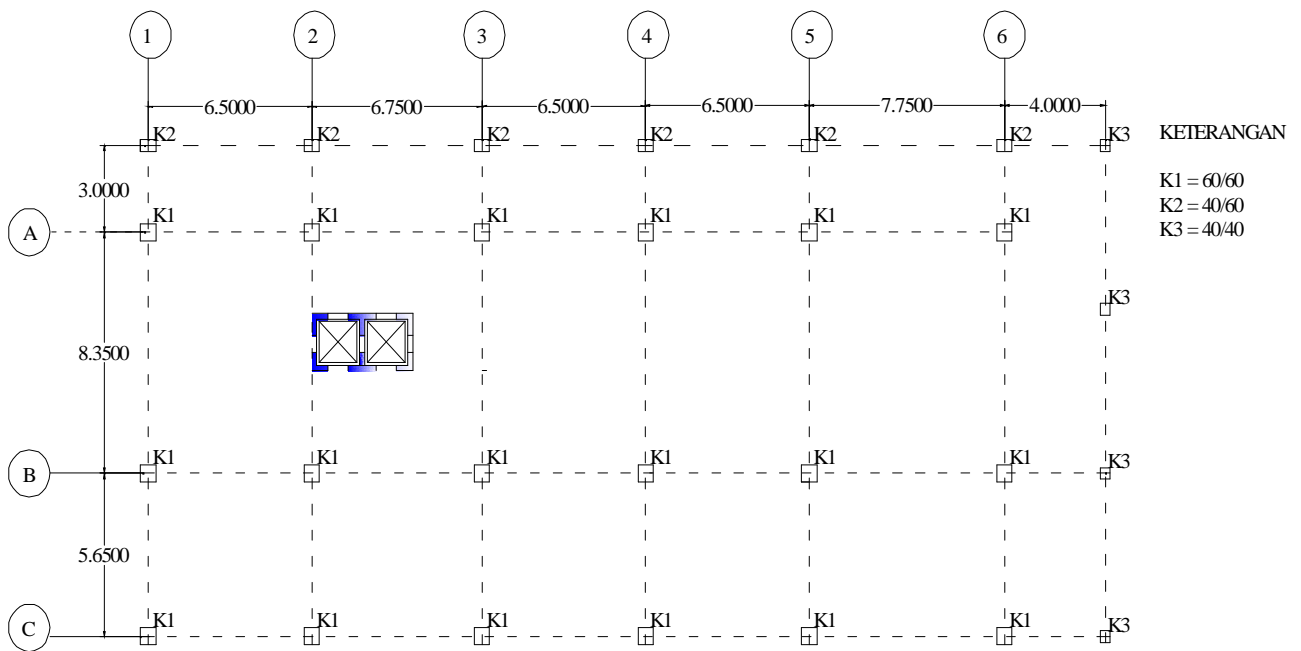 1 2 3 4 5 6
6.5000 6.7500 6.5000 6.5000 7.7500 4.0000
K2 K2 K2 K2 K2 K2 K3
KETERANGAN
3.0000
K1 = 60/60
K2 = 40/60
K3 = 40/40
A
K1 K1 K1 K1 K1 K1
K3
8.3500
B
K1 K1 K1 K1 K1 K1 K3
5.6500
C
K1 K1 K1 K1 K1 K1 K3